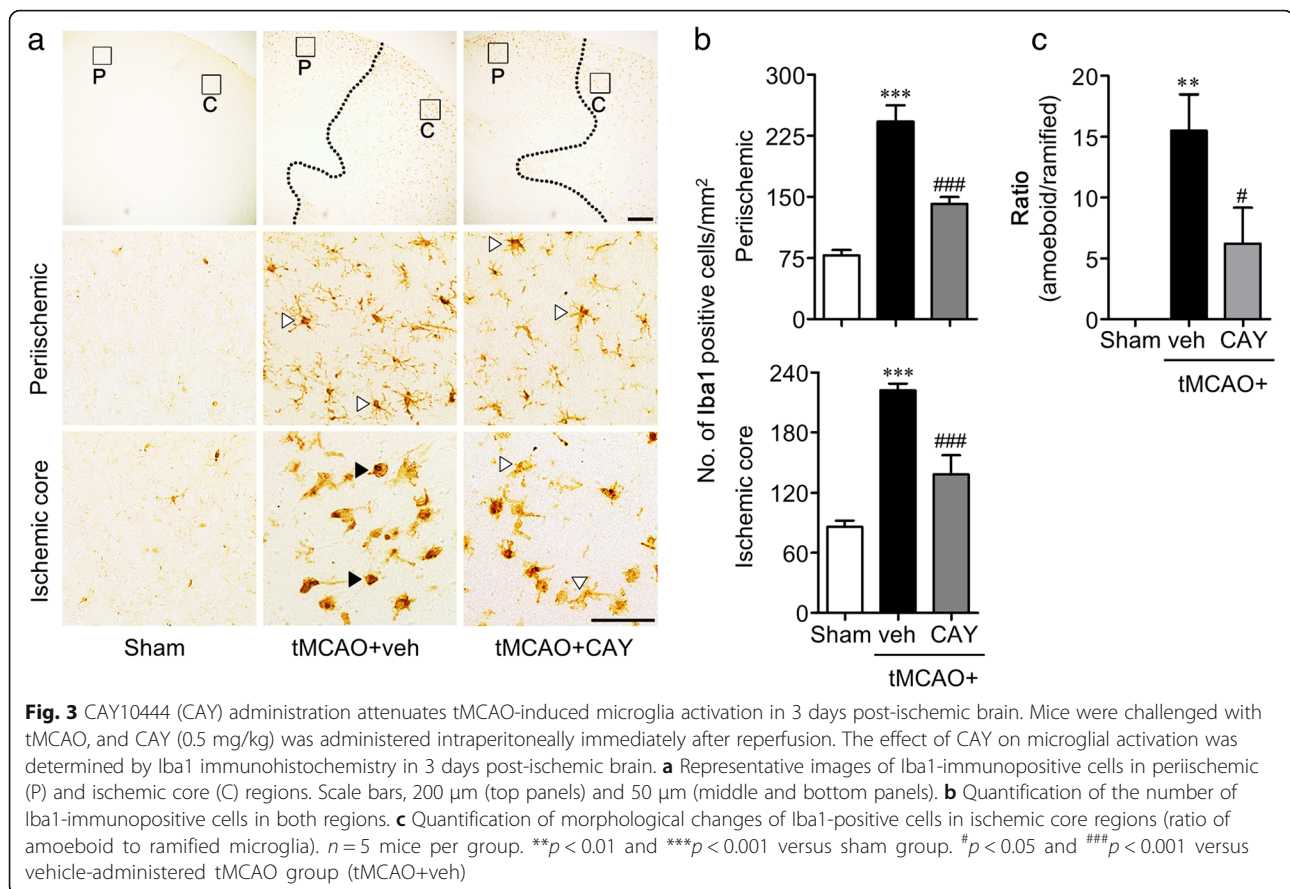 a
P
C
P
C
P
C
Periischemic
Ischemic core
Sham
tMCAO+veh
tMCAO+CAY
b
No. of Iba1 positive cells/mm²
Periischemic
300
225
150
75
0
***
###
Ischemic core
240
180
120
60
0
***
###
Sham veh CAY
tMCAO+
c
Ratio
(amoeboid/ramified)
20
15
10
5
0
**
#
Sham veh CAY
tMCAO+
Fig. 3 CAY10444 (CAY) administration attenuates tMCAO-induced microglia activation in 3 days post-ischemic brain. Mice were challenged with
tMCAO, and CAY (0.5 mg/kg) was administered intraperitoneally immediately after reperfusion. The effect of CAY on microglial activation was
determined by Iba1 immunohistochemistry in 3 days post-ischemic brain. a Representative images of Iba1-immunopositive cells in periischemic
(P) and ischemic core (C) regions. Scale bars, 200 μm (top panels) and 50 μm (middle and bottom panels). b Quantification of the number of
Iba1-immunopositive cells in both regions. c Quantification of morphological changes of Iba1-positive cells in ischemic core regions (ratio of
amoeboid to ramified microglia). n = 5 mice per group. **p < 0.01 and ***p < 0.001 versus sham group. #p < 0.05 and ###p < 0.001 versus
vehicle-administered tMCAO group (tMCAO+veh)